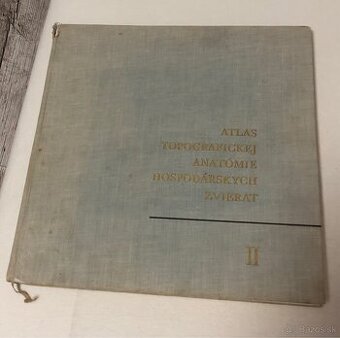 ATLAS
TOPOGRAFICKEJ
ANATÓMIE
HOSPODÁRSKYCH
ZVIERAT
II